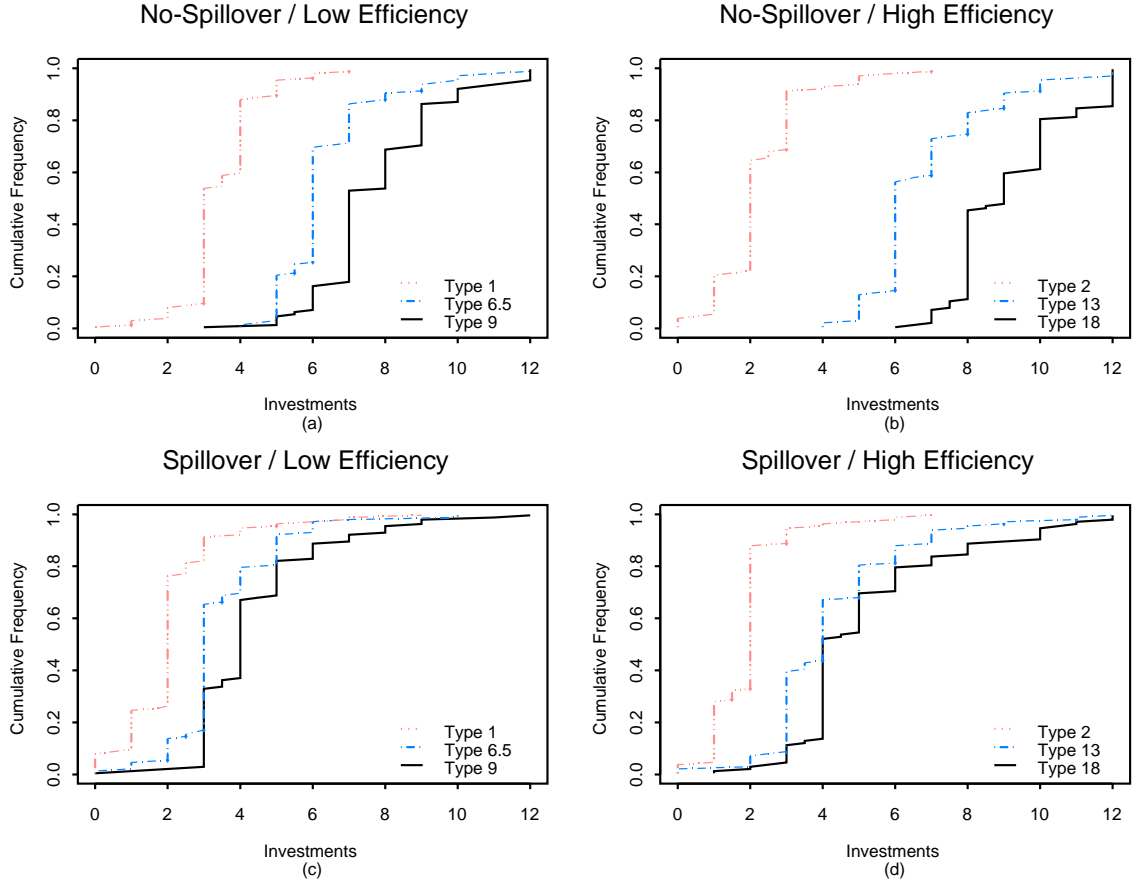 No-Spillover / Low Efficiency
No-Spillover / High Efficiency
Cumulative Frequency
0.0 0.2 0.4 0.6 0.8 1.0
Type 1
Type 6.5
Type 9
0 2 4 6 8 10 12
Investments
(a)
Cumulative Frequency
0.0 0.2 0.4 0.6 0.8 1.0
Type 2
Type 13
Type 18
0 2 4 6 8 10 12
Investments
(b)
Spillover / Low Efficiency
Spillover / High Efficiency
Cumulative Frequency
0.0 0.2 0.4 0.6 0.8 1.0
Type 1
Type 6.5
Type 9
0 2 4 6 8 10 12
Investments
(c)
Cumulative Frequency
0.0 0.2 0.4 0.6 0.8 1.0
Type 2
Type 13
Type 18
0 2 4 6 8 10 12
Investments
(d)